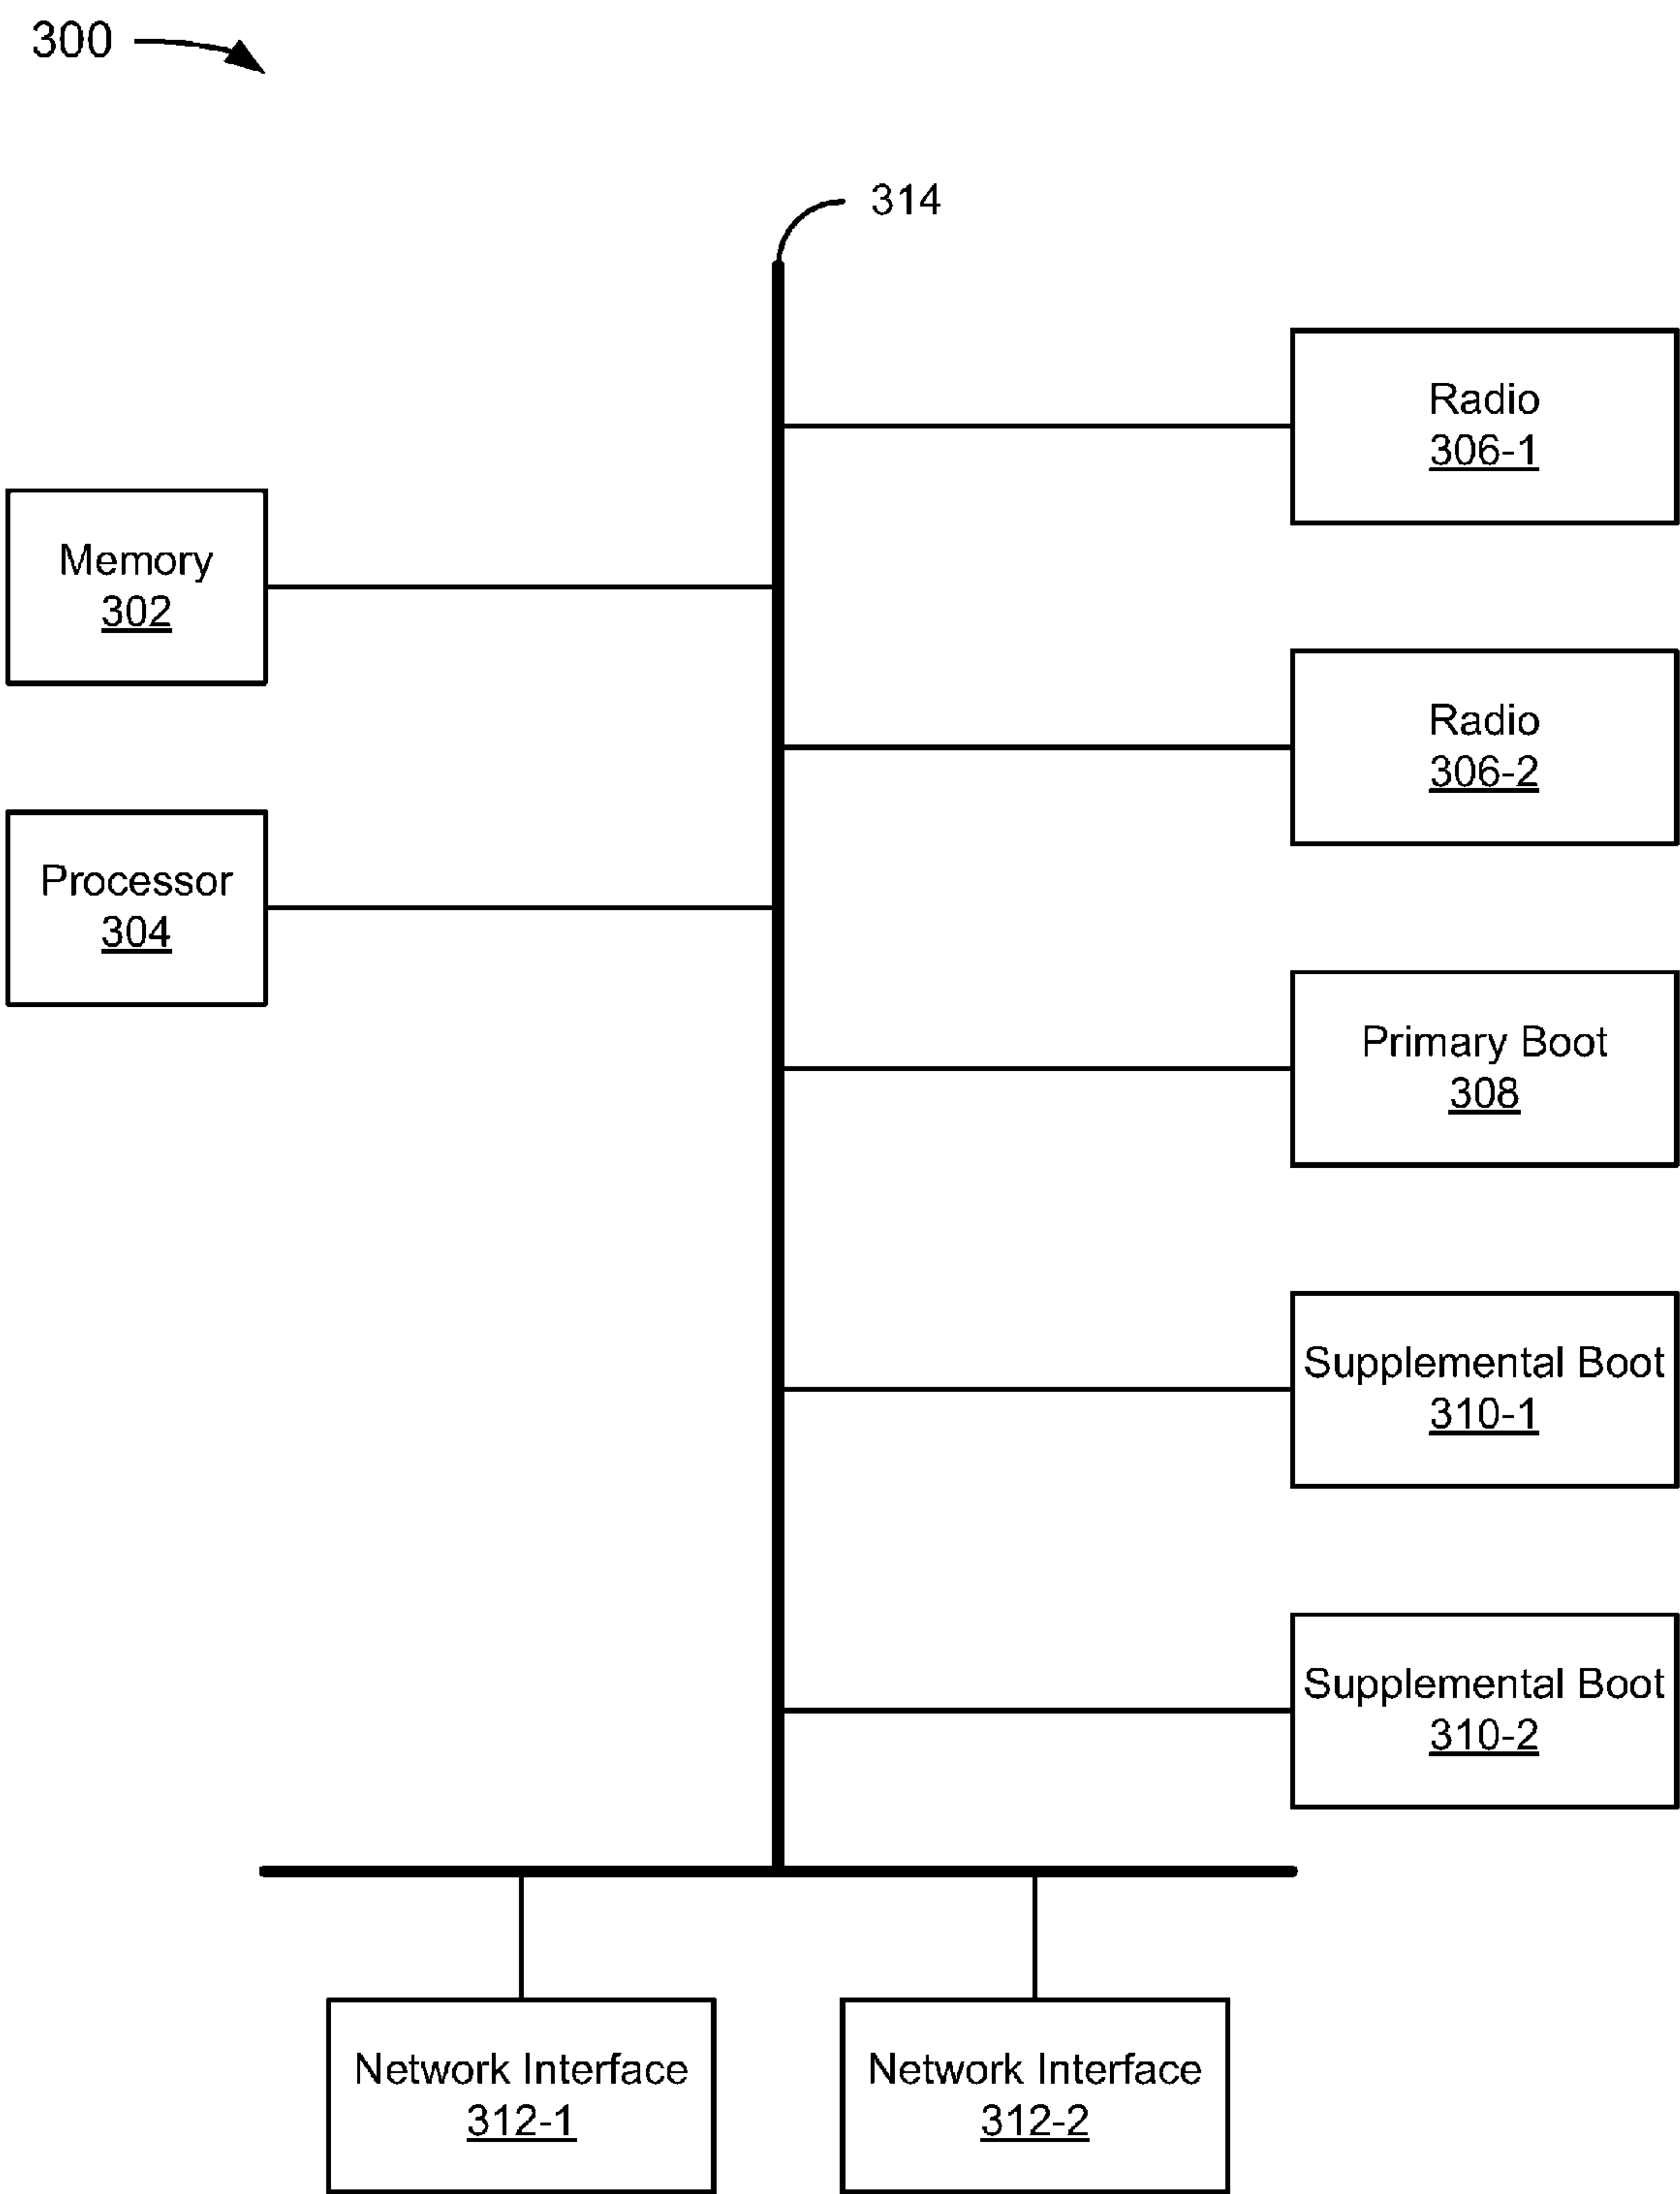 300
314
Radio
306-1
Memory
302
Radio
306-2
Processor
304
Primary Boot
308
Supplemental Boot
310-1
Supplemental Boot
310-2
Network Interface
312-1
Network Interface
312-2